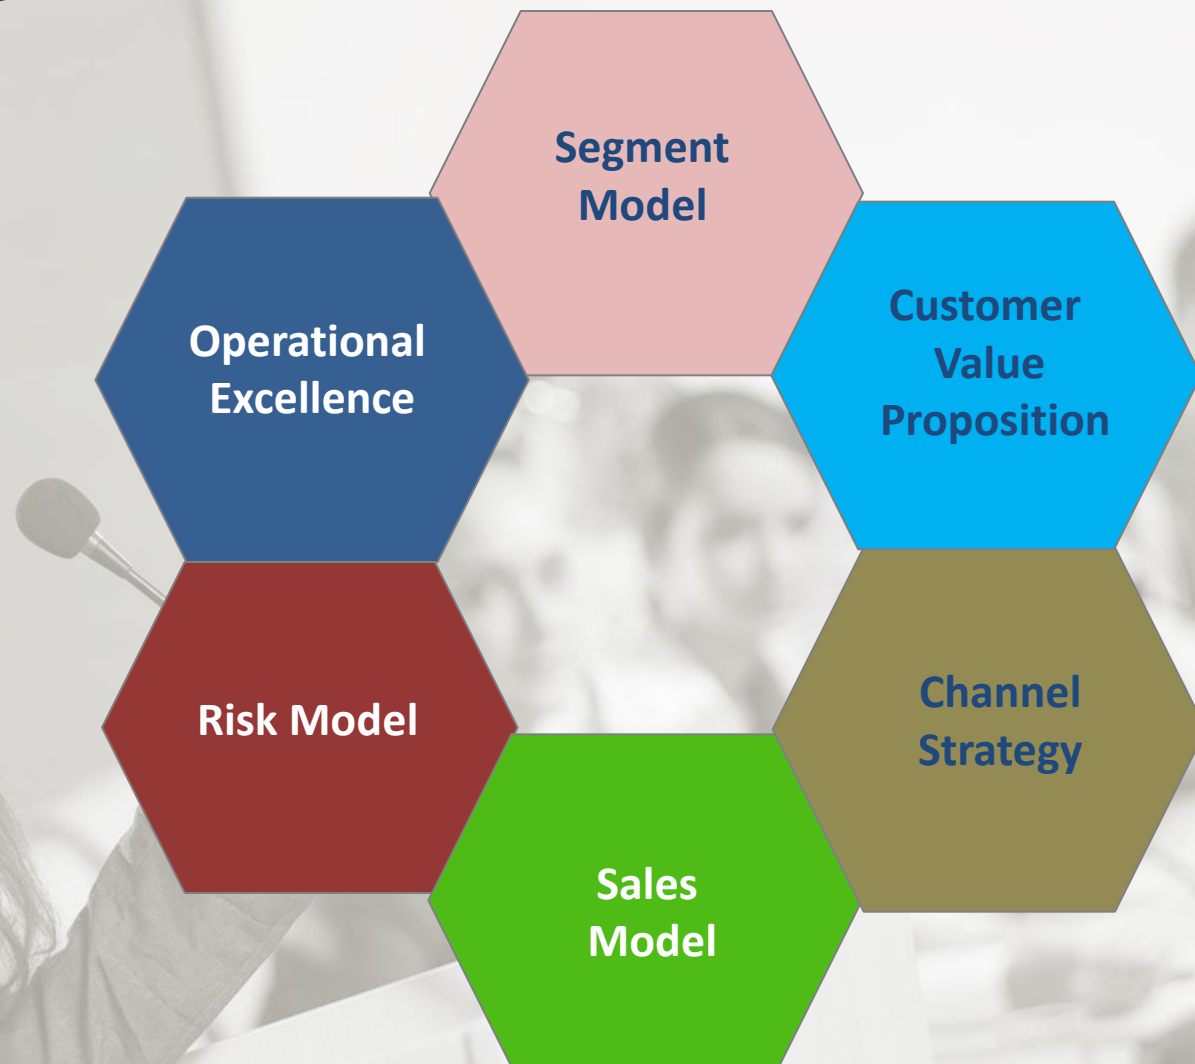 Segment
Model
Customer
Value
Proposition
Operational
Excellence
Channel
Strategy
Risk Model
Sales
Model